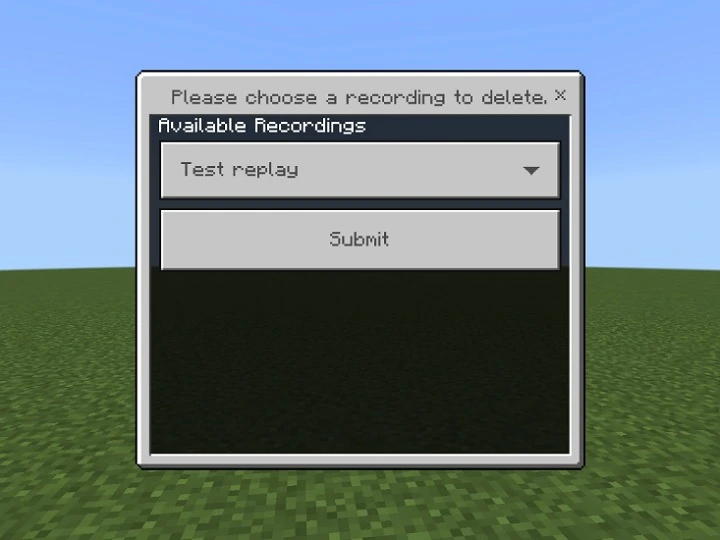 Please choose a recording to delete.
Available Recordings
Test replay
Submit